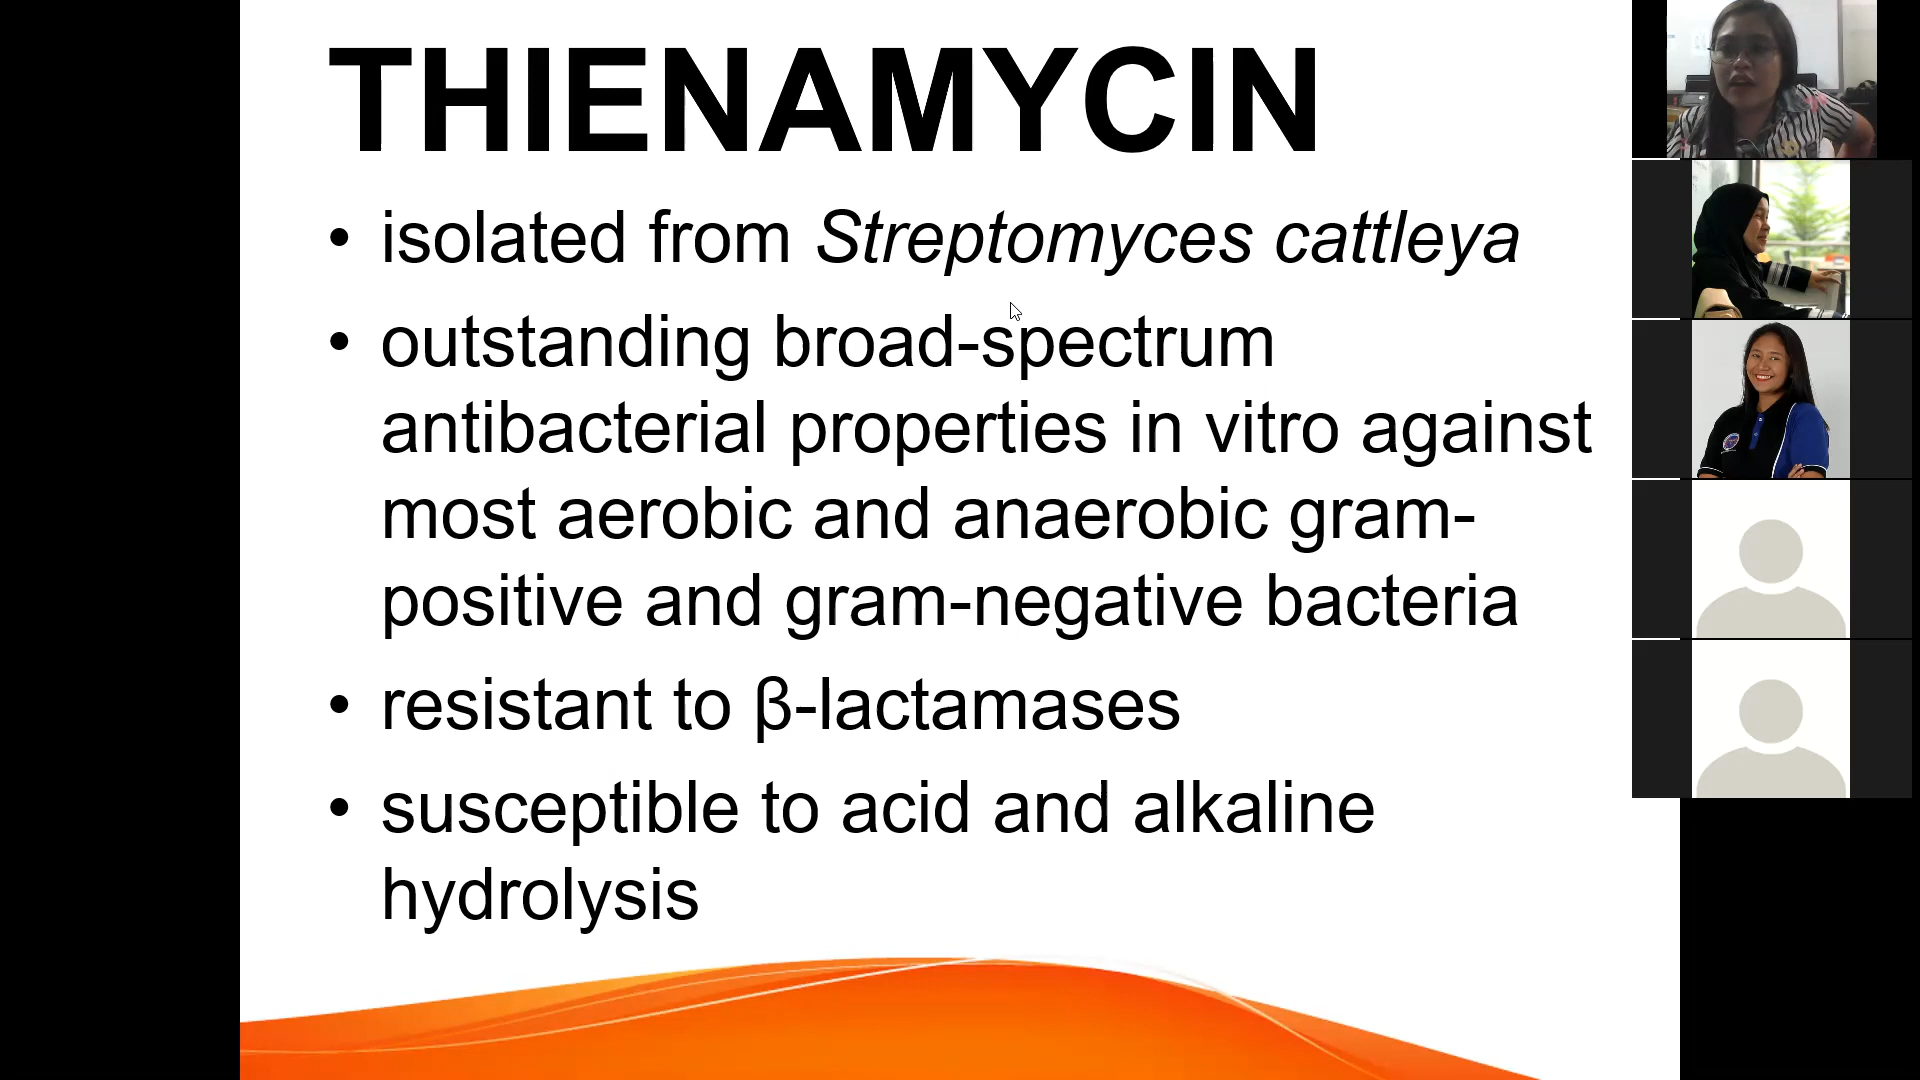 THIENAMYCIN
• isolated from Streptomyces cattleya
• outstanding broad-spectrum
antibacterial properties in vitro against
most aerobic and anaerobic gram-
positive and gram-negative bacteria
• resistant to β-lactamases
• susceptible to acid and alkaline
hydrolysis